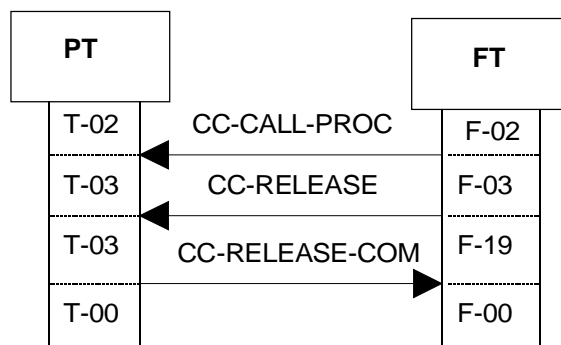 PT
FT
T-02 CC-CALL-PROC F-02
T-03 CC-RELEASE F-03
T-03 CC-RELEASE-COM F-19
T-00 F-00